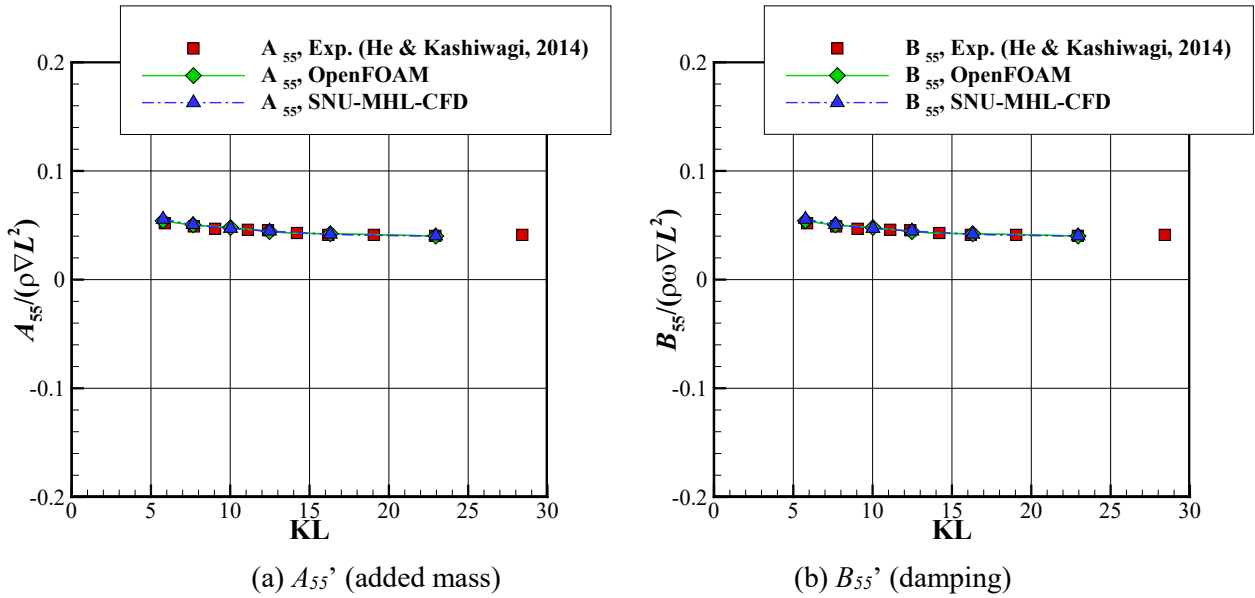 A 55, Exp. (He & Kashiwagi, 2014)
A 55, OpenFOAM
A 55, SNU-MHL-CFD
0.2
0.1
0
-0.1
-0.2
A55/(ρ∇L2)
0 5 10 15 20 25 30
KL
(a) A55’ (added mass)
B 55, Exp. (He & Kashiwagi, 2014)
B 55, OpenFOAM
B 55, SNU-MHL-CFD
0.2
0.1
0
-0.1
-0.2
B55/(ρω∇L2)
0 5 10 15 20 25 30
KL
(b) B55’ (damping)